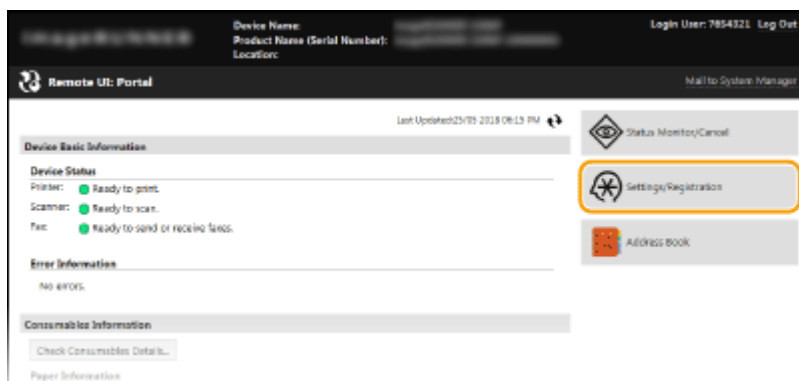 Device Name:
Product Name (Serial Number):
Location:
Login User: 7654321 Log Out
Remote UI: Portal
Mail to System Manager
Last Updated:25/05 2018 06:15 PM
Device Basic Information
Device Status
Printer: Ready to print.
Scanner: Ready to scan.
Fax: Ready to send or receive faxes.
Error Information
No errors.
Consumables Information
Check Consumables Details...
Paper Information
Status Monitor/Cancel
Settings/Registration
Address Book